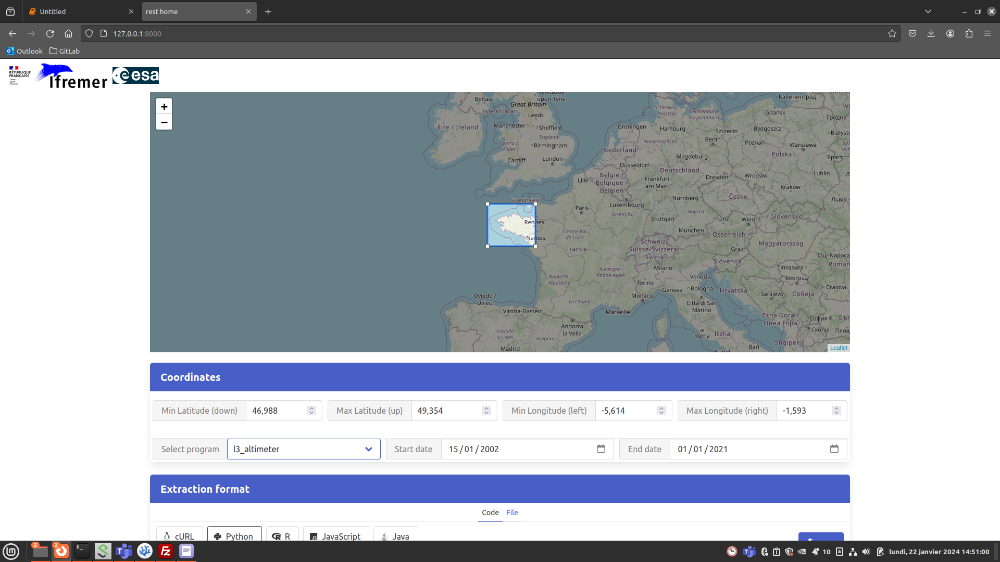 Untitled
rest home
127.0.0.1:8000
Outlook
GitLab
RÉPUBLIQUE
FRANÇAISE
Ifremer
esa
+
−
Belfast
Newcastle
upon Tyne
Great Britain
Isle of Man
Leeds
Éire / Ireland
Manchester
Sheffield
England
Cymru /
Wales
Birmingham
Cardiff
London
Guernsey
Rennes
Nantes
Калининград
Schleswig-
Holstein
Mecklenburg-
Vorpommern
Gdańsk
Groningen
Hamburg
Szczecin
Bydgoszcz
Гродна
Niedersachsen
Berlin
Poznań
Warszawa
Białysto
Nederland
Magdeburg
Polska
Брэст
Düsseldorf
Deutschland
Lublin
België /
Belgique /
Belgien
Lille
Frankfurt
am Main
Dresden
Wrocław
Kraków
Luxembourg
Nürnberg
Česko
Львів
Paris
Grand Est
Bayern
Slovensko
Stuttgart
Linz
Wien
München
Centre-Val
de Loire
Österreich
France
Schweiz/
Suisse/Svizzera/
Svizra
Magyarország
Graz
Cluj-Napoca
Slovenija
Milano
Timișoara
Român
Auvergne-
Rhône-Alpes
Nouvelle-
Aquitaine
Venezia
Београд
Torino
Genova
Bologna
Hrvatska
Craiova
Monaco
Sarajevo
Србија
Occitanie
Oviedo /
Uviéu
Vitoria-Gasteiz
Marseille
Città di San
Marino
Crna Gora /
Црна Гора
София
Andorra
la Vella
Castilla
y León
Aragón
Roma
Italia
Скопје
Madrid
Bari
Shqipëria
Leaflet
Coordinates
Min Latitude (down) 46,988 Max Latitude (up) 49,354 Min Longitude (left) -5,614 Max Longitude (right) -1,593
Select program l3_altimeter Start date 15/01/2002 End date 01/01/2021
Extraction format
Code File
cURL Python R JavaScript Java
2 2 10 lundi, 22 janvier 2024 14:51:00